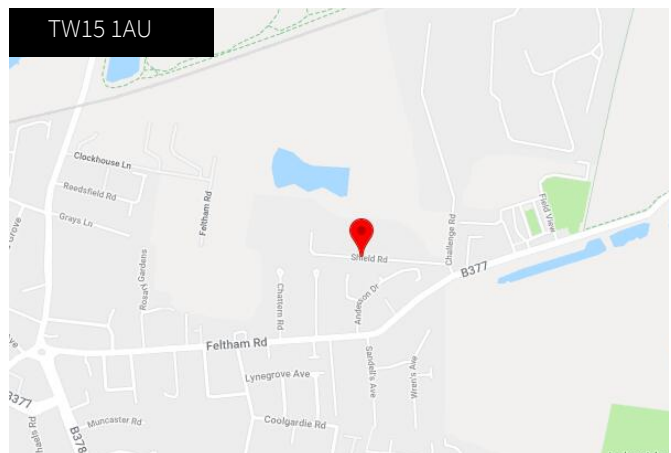 TW15 1AU
Clockhouse Ln
Reedsfield Rd
Grays Ln
Grove
Feltham Rd
Rosary Gardens
Chattern Rd
Shield Rd
Anderson Dr
Challenge Rd
Field View
B377
Feltham Rd
Lynegrove Ave
Sandell's Ave
Wren's Ave
Coolgardie Rd
Muncaster Rd
B377
B378